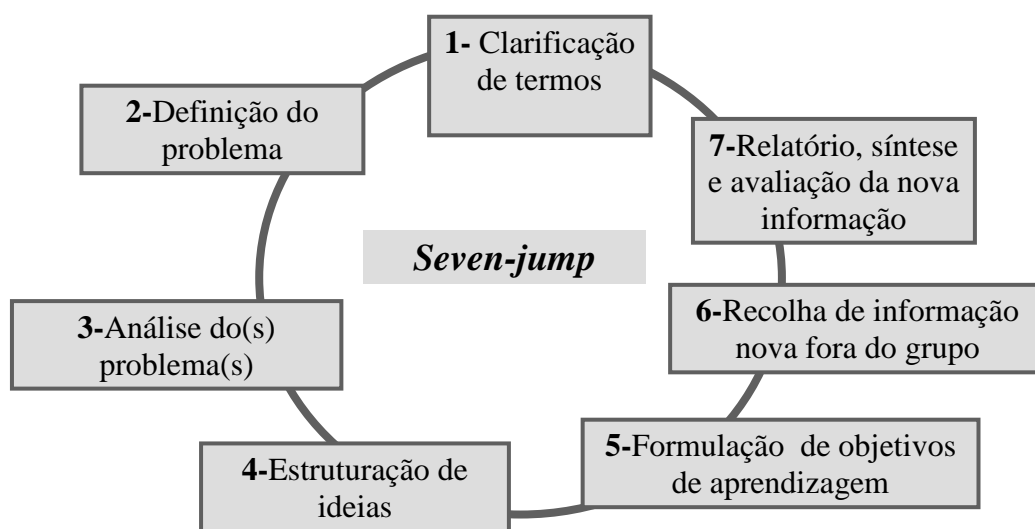 1- Clarificação
de termos
2-Definição do
problema
3-Análise do(s)
problema(s)
4-Estruturação de
ideias
5-Formulação de objetivos
de aprendizagem
6-Recolha de informação
nova fora do grupo
7-Relatório, síntese
e avaliação da nova
informação
Seven-jump